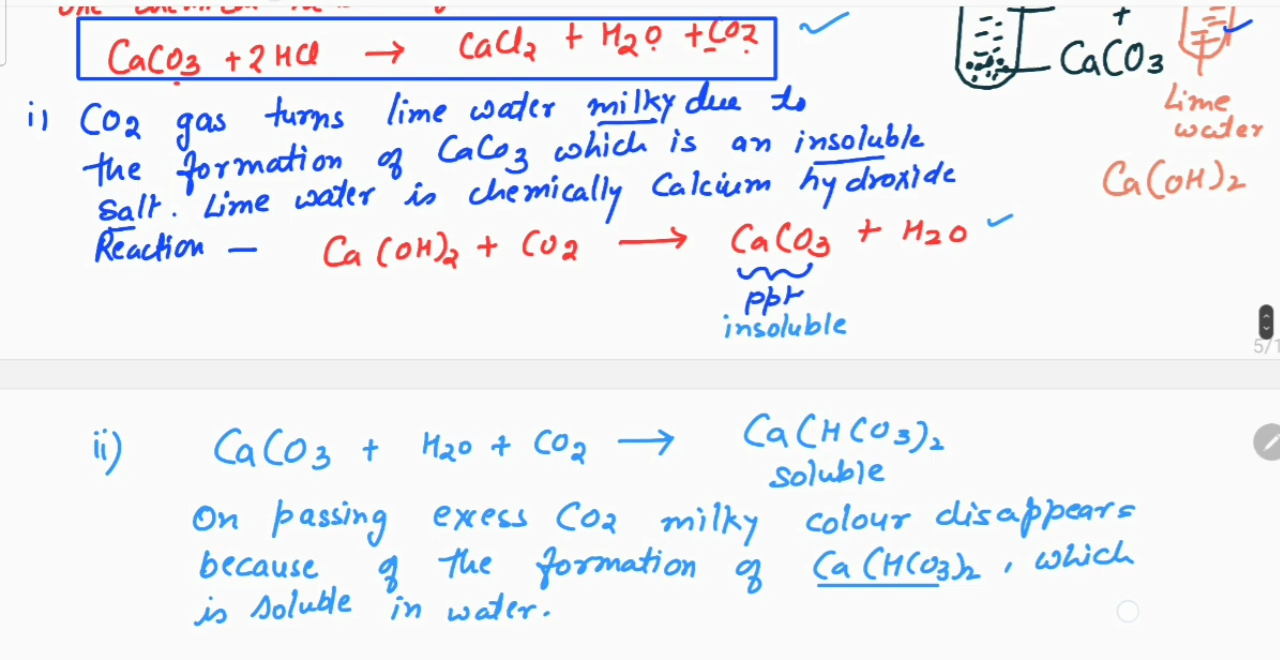 CaCO3 + 2HCl → CaCl2 + H2O + CO2
+
CaCO3
Lime
water
Ca(OH)2
i) CO2 gas turns lime water milky due to
the formation of CaCO3 which is an insoluble
salt. Lime water is chemically Calcium hydroxide
Reaction — Ca(OH)2 + CO2 → CaCO3 + H2O
ppt
insoluble
5/1
ii) CaCO3 + H2O + CO2 → Ca(HCO3)2
soluble
On passing exess CO2 milky colour disappears
because of the formation of Ca(HCO3)2, which
is soluble in water.